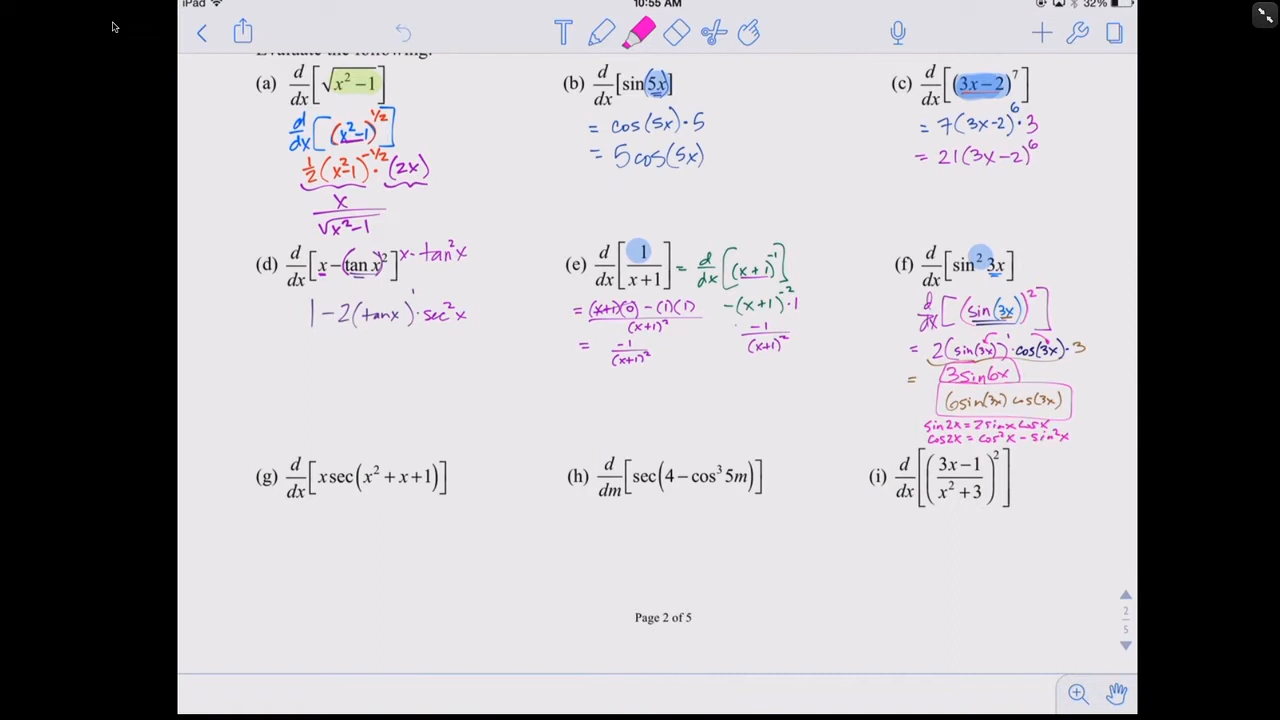 iPad
10:55 AM
32%
Evaluate the following:
(a) d/dx [√(x² − 1)]
d/dx [(x²−1)^1/2]
1/2 (x²−1)^−1/2 · (2x)
x/√(x²−1)
(b) d/dx [sin 5x]
= cos(5x) · 5
= 5cos(5x)
(c) d/dx [(3x − 2)⁷]
= 7(3x−2)⁶ · 3
= 21(3x−2)⁶
(d) d/dx [x − (tan x)²] x − tan²x
1 − 2(tanx)¹ · sec²x
(e) d/dx [1/(x+1)] = d/dx [(x+1)⁻¹]
= ((x+1)(0) − (1)(1))/(x+1)²
−(x+1)⁻² · 1
= −1/(x+1)²
−1/(x+1)²
(f) d/dx [sin² 3x]
d/dx [(sin(3x))²]
= 2(sin(3x))¹ · cos(3x) · 3
= 3sin6x
6sin(3x) cos(3x)
sin2x = 2sinx cosx
cos2x = cos²x − sin²x
(g) d/dx [x sec(x² + x + 1)]
(h) d/dm [sec(4 − cos³ 5m)]
(i) d/dx [((3x − 1)/(x² + 3))²]
Page 2 of 5
2
5